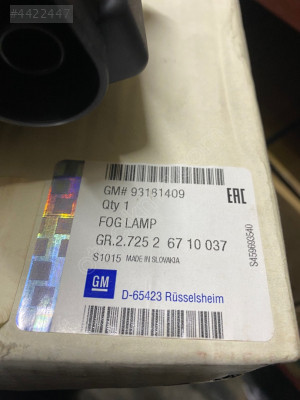 #4422447
GM# 93181409
Qty 1
FOG LAMP
GR.2.725 2 67 10 037
S1015 MADE IN SLOVAKIA
GM
D-65423 Rüsselsheim
EAC
S459693540